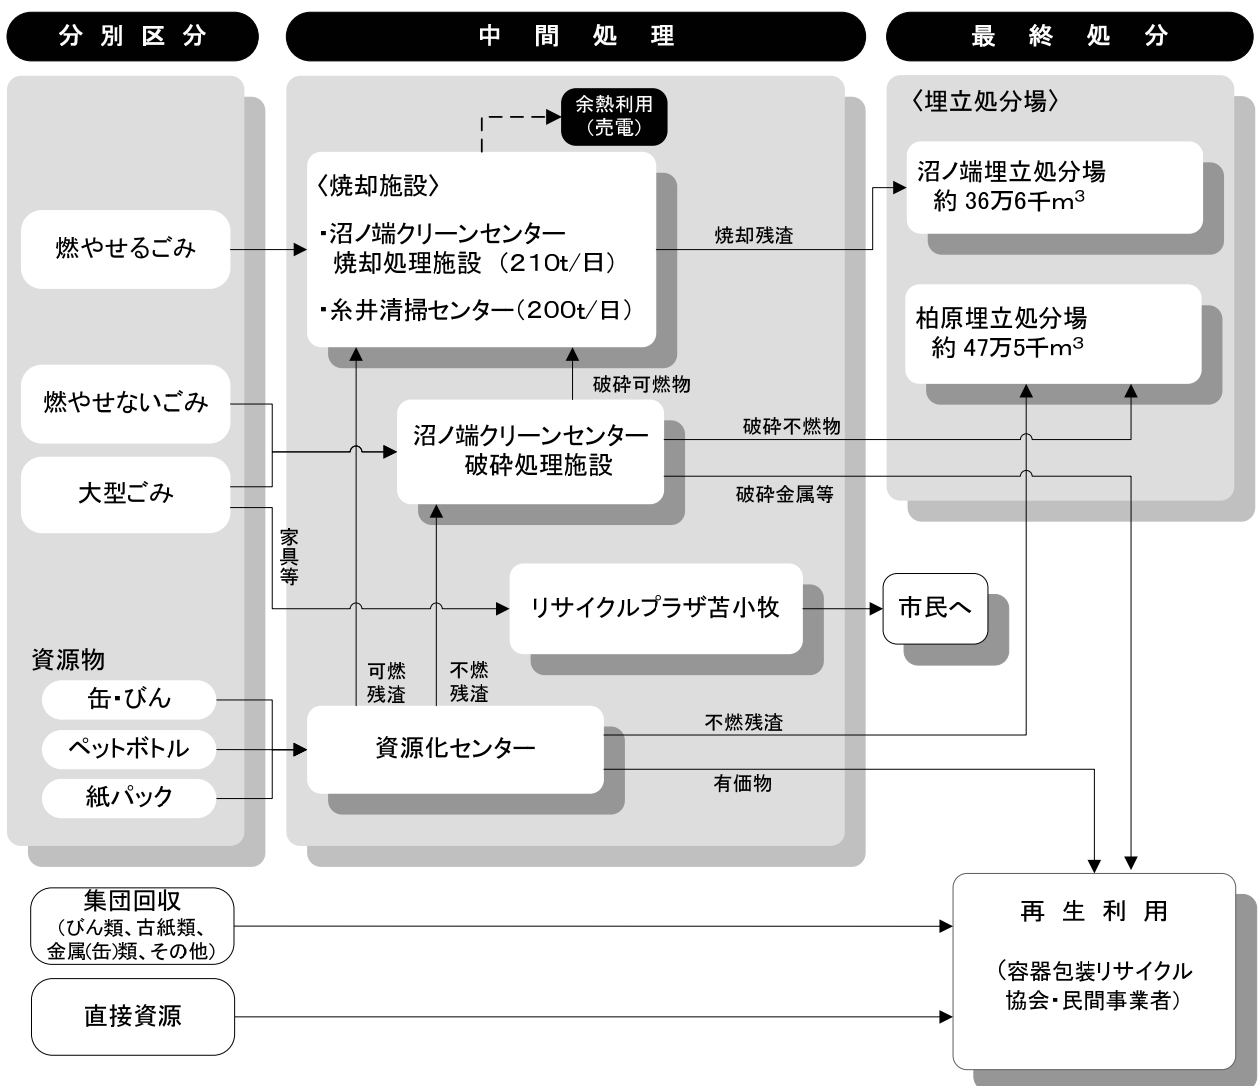 分別区分
中間処理
最終処分
余熱利用
（売電）
〈焼却施設〉
・沼ノ端クリーンセンター
焼却処理施設 （210t/日）
・糸井清掃センター（200t/日）
〈埋立処分場〉
沼ノ端埋立処分場
約 36万6千m³
柏原埋立処分場
約 47万5千m³
燃やせるごみ
焼却残渣
燃やせないごみ
大型ごみ
破砕可燃物
沼ノ端クリーンセンター
破砕処理施設
破砕不燃物
破砕金属等
家具等
リサイクルプラザ苫小牧
市民へ
資源物
缶・びん
ペットボトル
紙パック
可燃
残渣
不燃
残渣
資源化センター
不燃残渣
有価物
集団回収
（びん類、古紙類、
金属(缶)類、その他）
直接資源
再生利用
（容器包装リサイクル
協会・民間事業者）